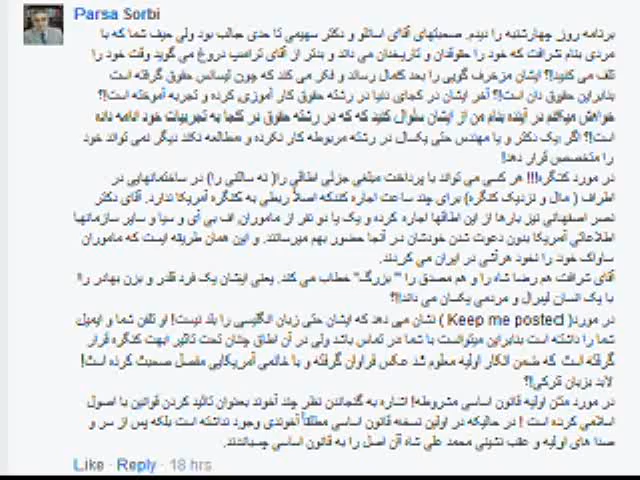 Parsa Sorbi
برنامه روز چهارشنبه را دیدم. صحبتهای آقای اسانلو و دکتر سهیمی تا حدی جالب بود ولی حیف شما که با
مردی بنام شرافت که خود را حقوقدان و تاریخدان می داند و بدتر از آقای ترامپ دروغ می گوید وقت خود را
تلف می کنید!؟ ایشان مزخرف گویی را بحد کمال رساند و فکر می کند که چون لیسانس حقوق گرفته است
بنابراین حقوق دان است!؟ آخر ایشان در کجای دنیا در رشته حقوق کار آموزی کرده و تجربه آموخته است!؟
خواهش میکنم در آینده بنام من از ایشان سئوال کنید که که در رشته حقوق در کجا به تجربیات خود ادامه داده
است!؟ اگر یک دکتر و یا مهندس حتی یکسال در رشته مربوطه کار نکرده و مطالعه نکند دیگر نمی تواند خود
را متخصص قرار دهد!
در مورد کنگره!!! هر کسی می تواند با پرداخت مبلغی جزئی اطاقی را( نه سالنی را) در ساختمانهایی در
اطراف ( مال و نزدیک کنگره) برای چند ساعت اجاره کندکه اصلاً ربطی به کنگره آمریکا ندارد. آقای دکتر
نصر اصفهانی نیز بارها از این اطاقها اجاره کرده و یک یا دو نفر از ماموران اف بی آی و سیا و سایر سازمانها
اطلاعاتی آمریکا بدون دعوت شدن خودشان در آنجا حضور بهم میرسانند. و این همان طریقه ایست که ماموران
ساواک خود را نخود هرآشی در ایران می کردند.
آقای شرافت هم رضا شاه را و هم مصدق را " بزرگ" خطاب می کند. یعنی ایشان یک فرد قلدر و بزن بهادر را
با یک انسان لیبرال و مردمی یکسان می داند!؟
در مورد( Keep me posted ) نشان می دهد که ایشان حتی زبان انگلیسی را بلد نیست! او تلفن شما و ایمیل
شما را داشته است بنابراین میتوانست با شما در تماس باشد ولی در آن اطاق چنان تحت تاثیر ابهت کنگره قرار
گرفته است که ضمن انکار اولیه معلوم شد عکس فراوان گرفته و با خانمی آمریکایی مفصل صحبت کرده است!
لابد بزبان ترکی!؟
در مورد متن اولیه قانون اساسی مشروطه! اشاره به گنجاندن نظر چند آخوند بعنوان تائید کردن قوانین با اصول
اسلامی کرده است ! در حالیکه در اولین نسخه قانون اساسی مطلقاً آخوندی وجود نداشته است بلکه پس از سر و
صدا های اولیه و عقب نشینی محمد علی شاه آن اصل را به قانون اساسی چسباندند.
Like · Reply · 18 hrs